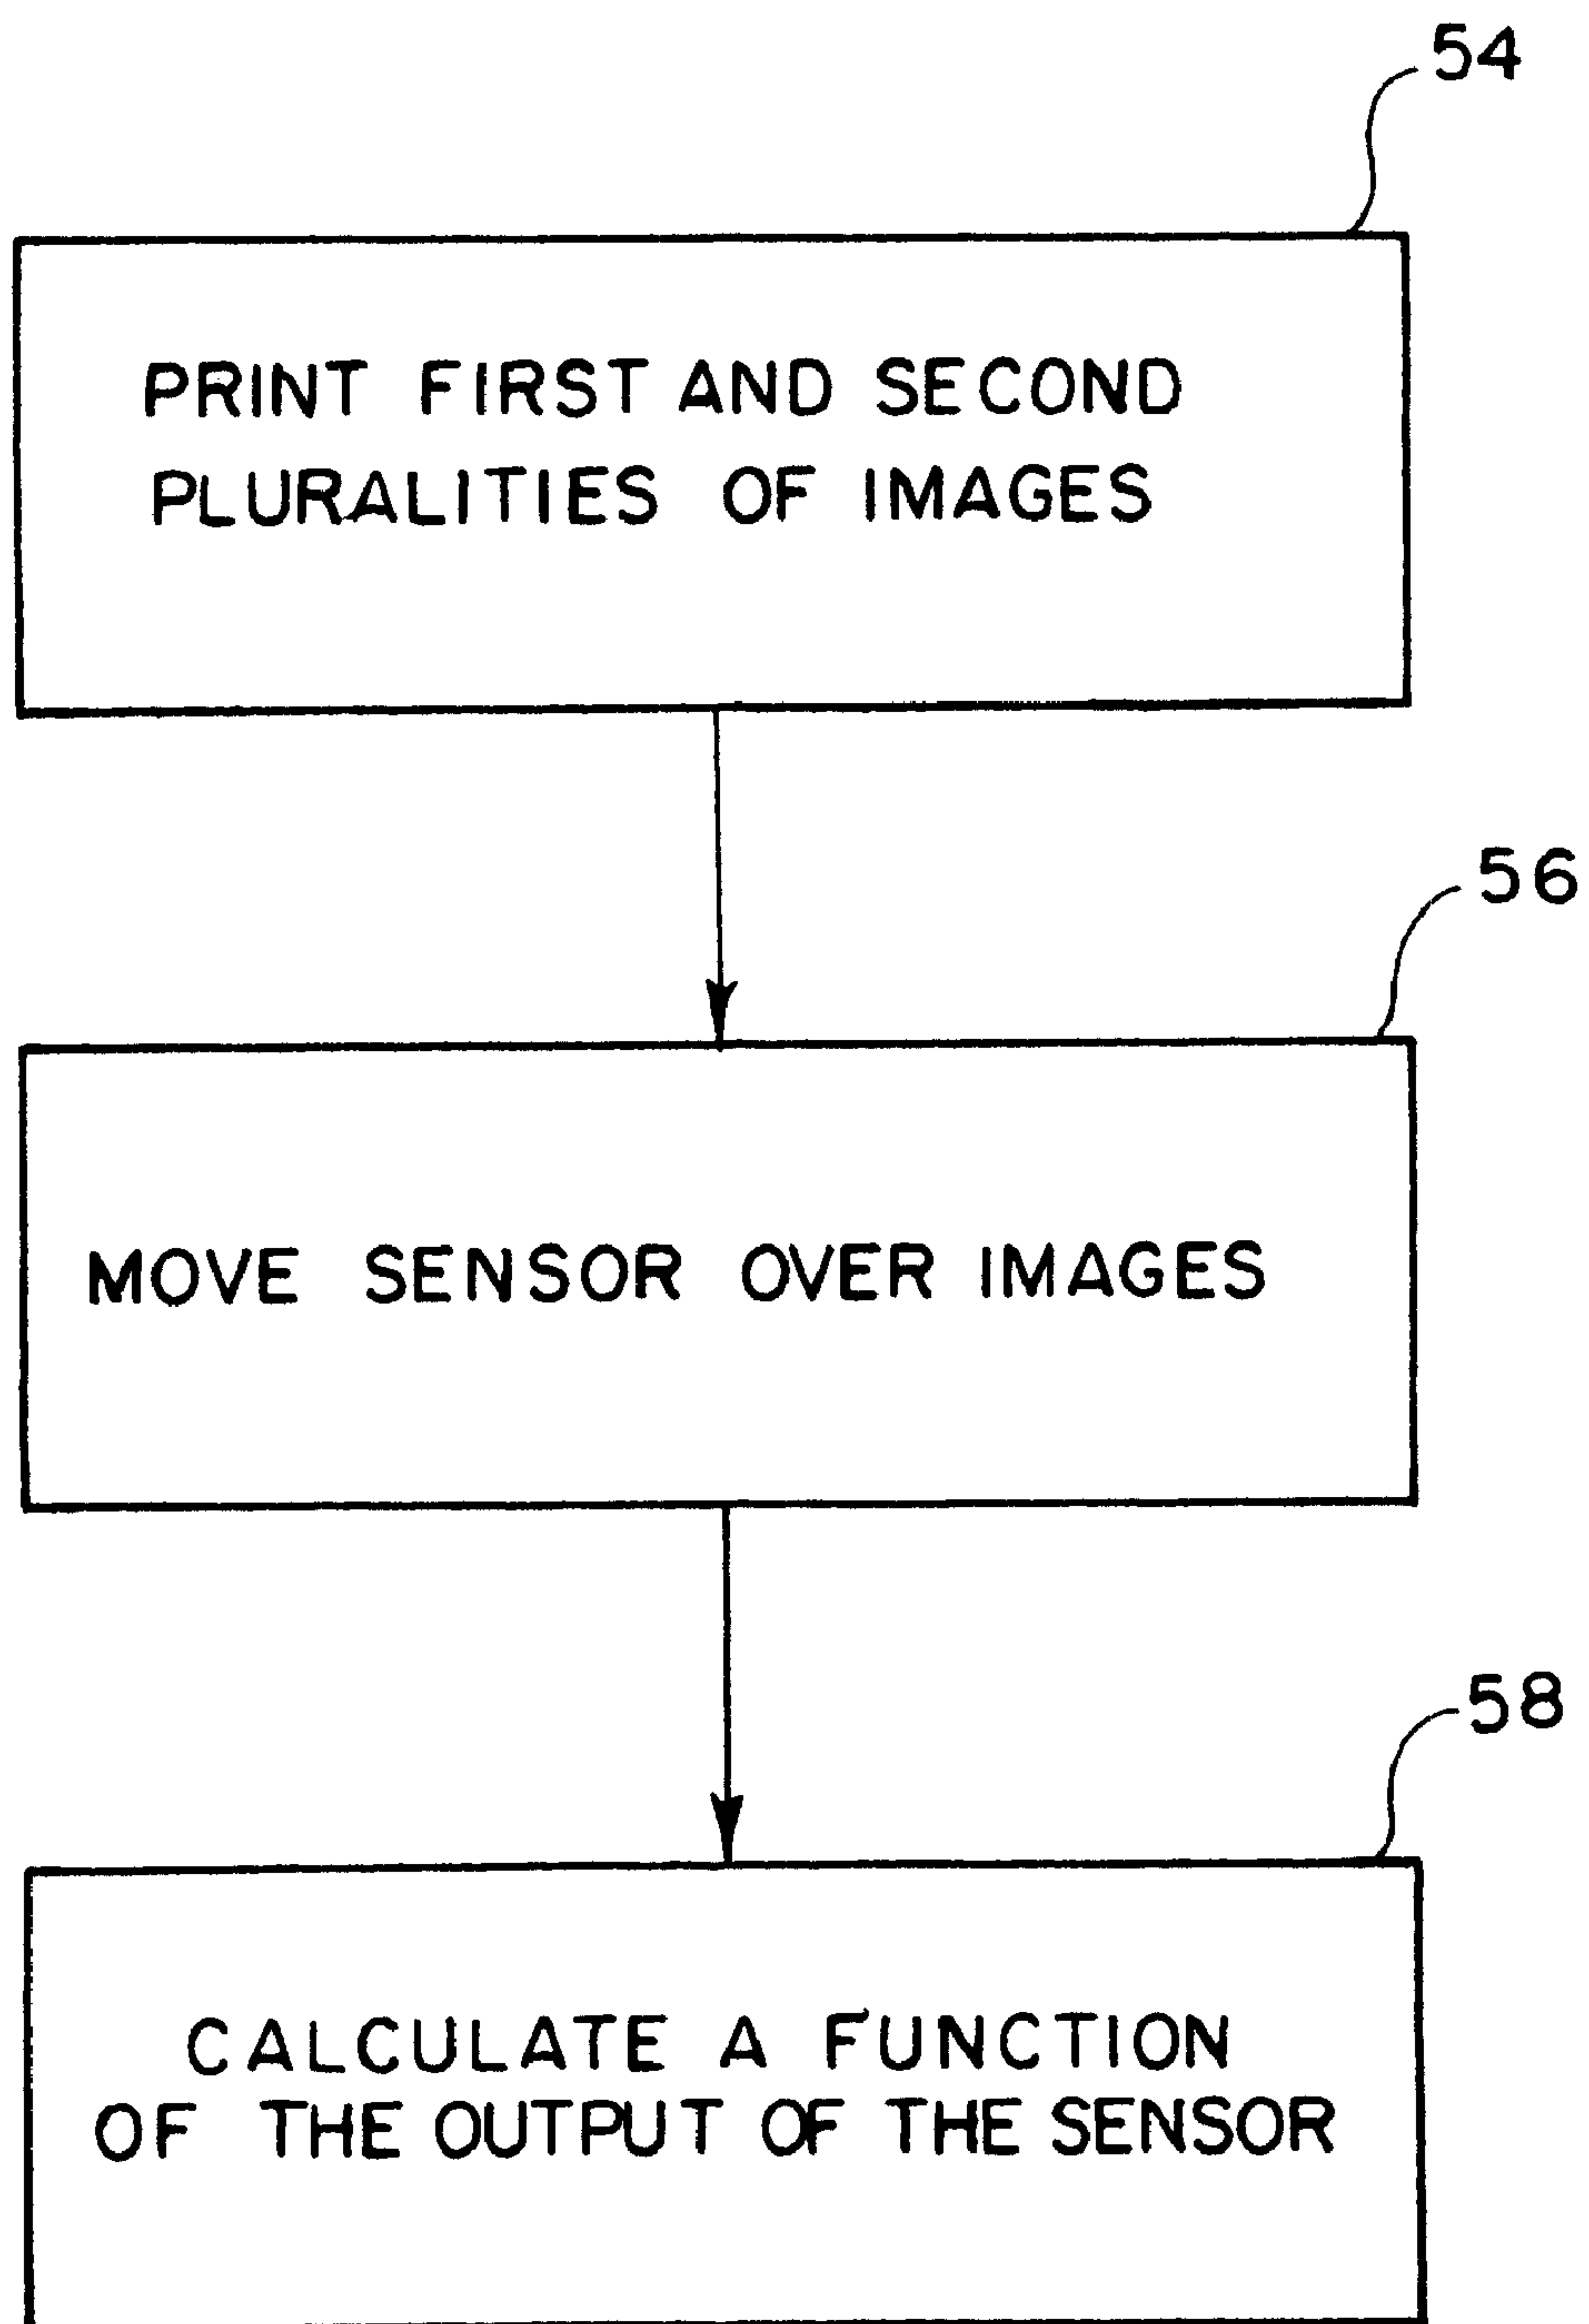 54
PRINT FIRST AND SECOND
PLURALITIES OF IMAGES
56
MOVE SENSOR OVER IMAGES
58
CALCULATE A FUNCTION
OF THE OUTPUT OF THE SENSOR